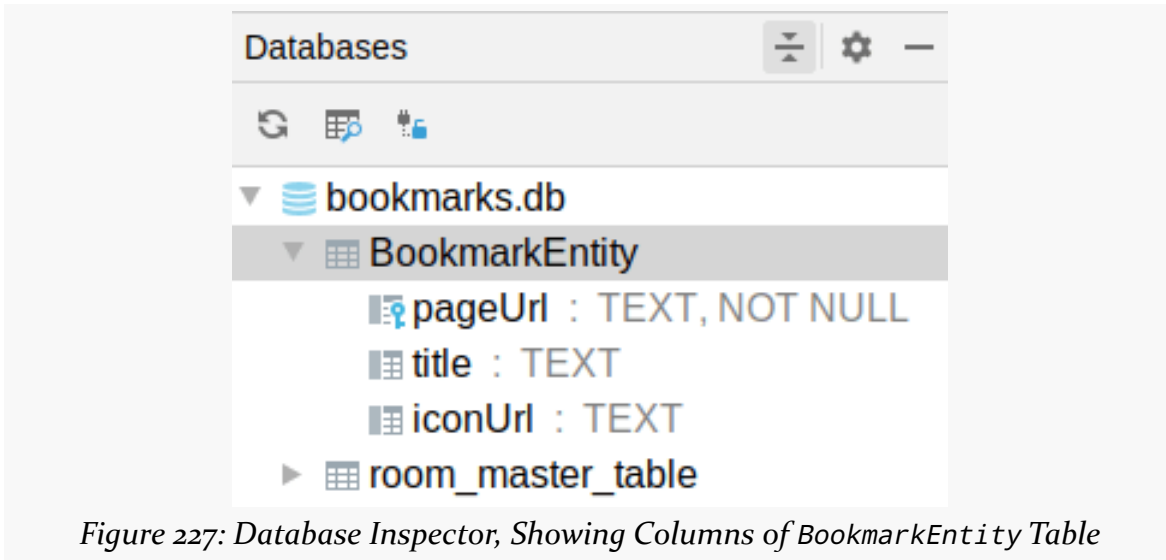 Databases
bookmarks.db
BookmarkEntity
pageUrl : TEXT, NOT NULL
title : TEXT
iconUrl : TEXT
room_master_table
Figure 227: Database Inspector, Showing Columns of BookmarkEntity Table